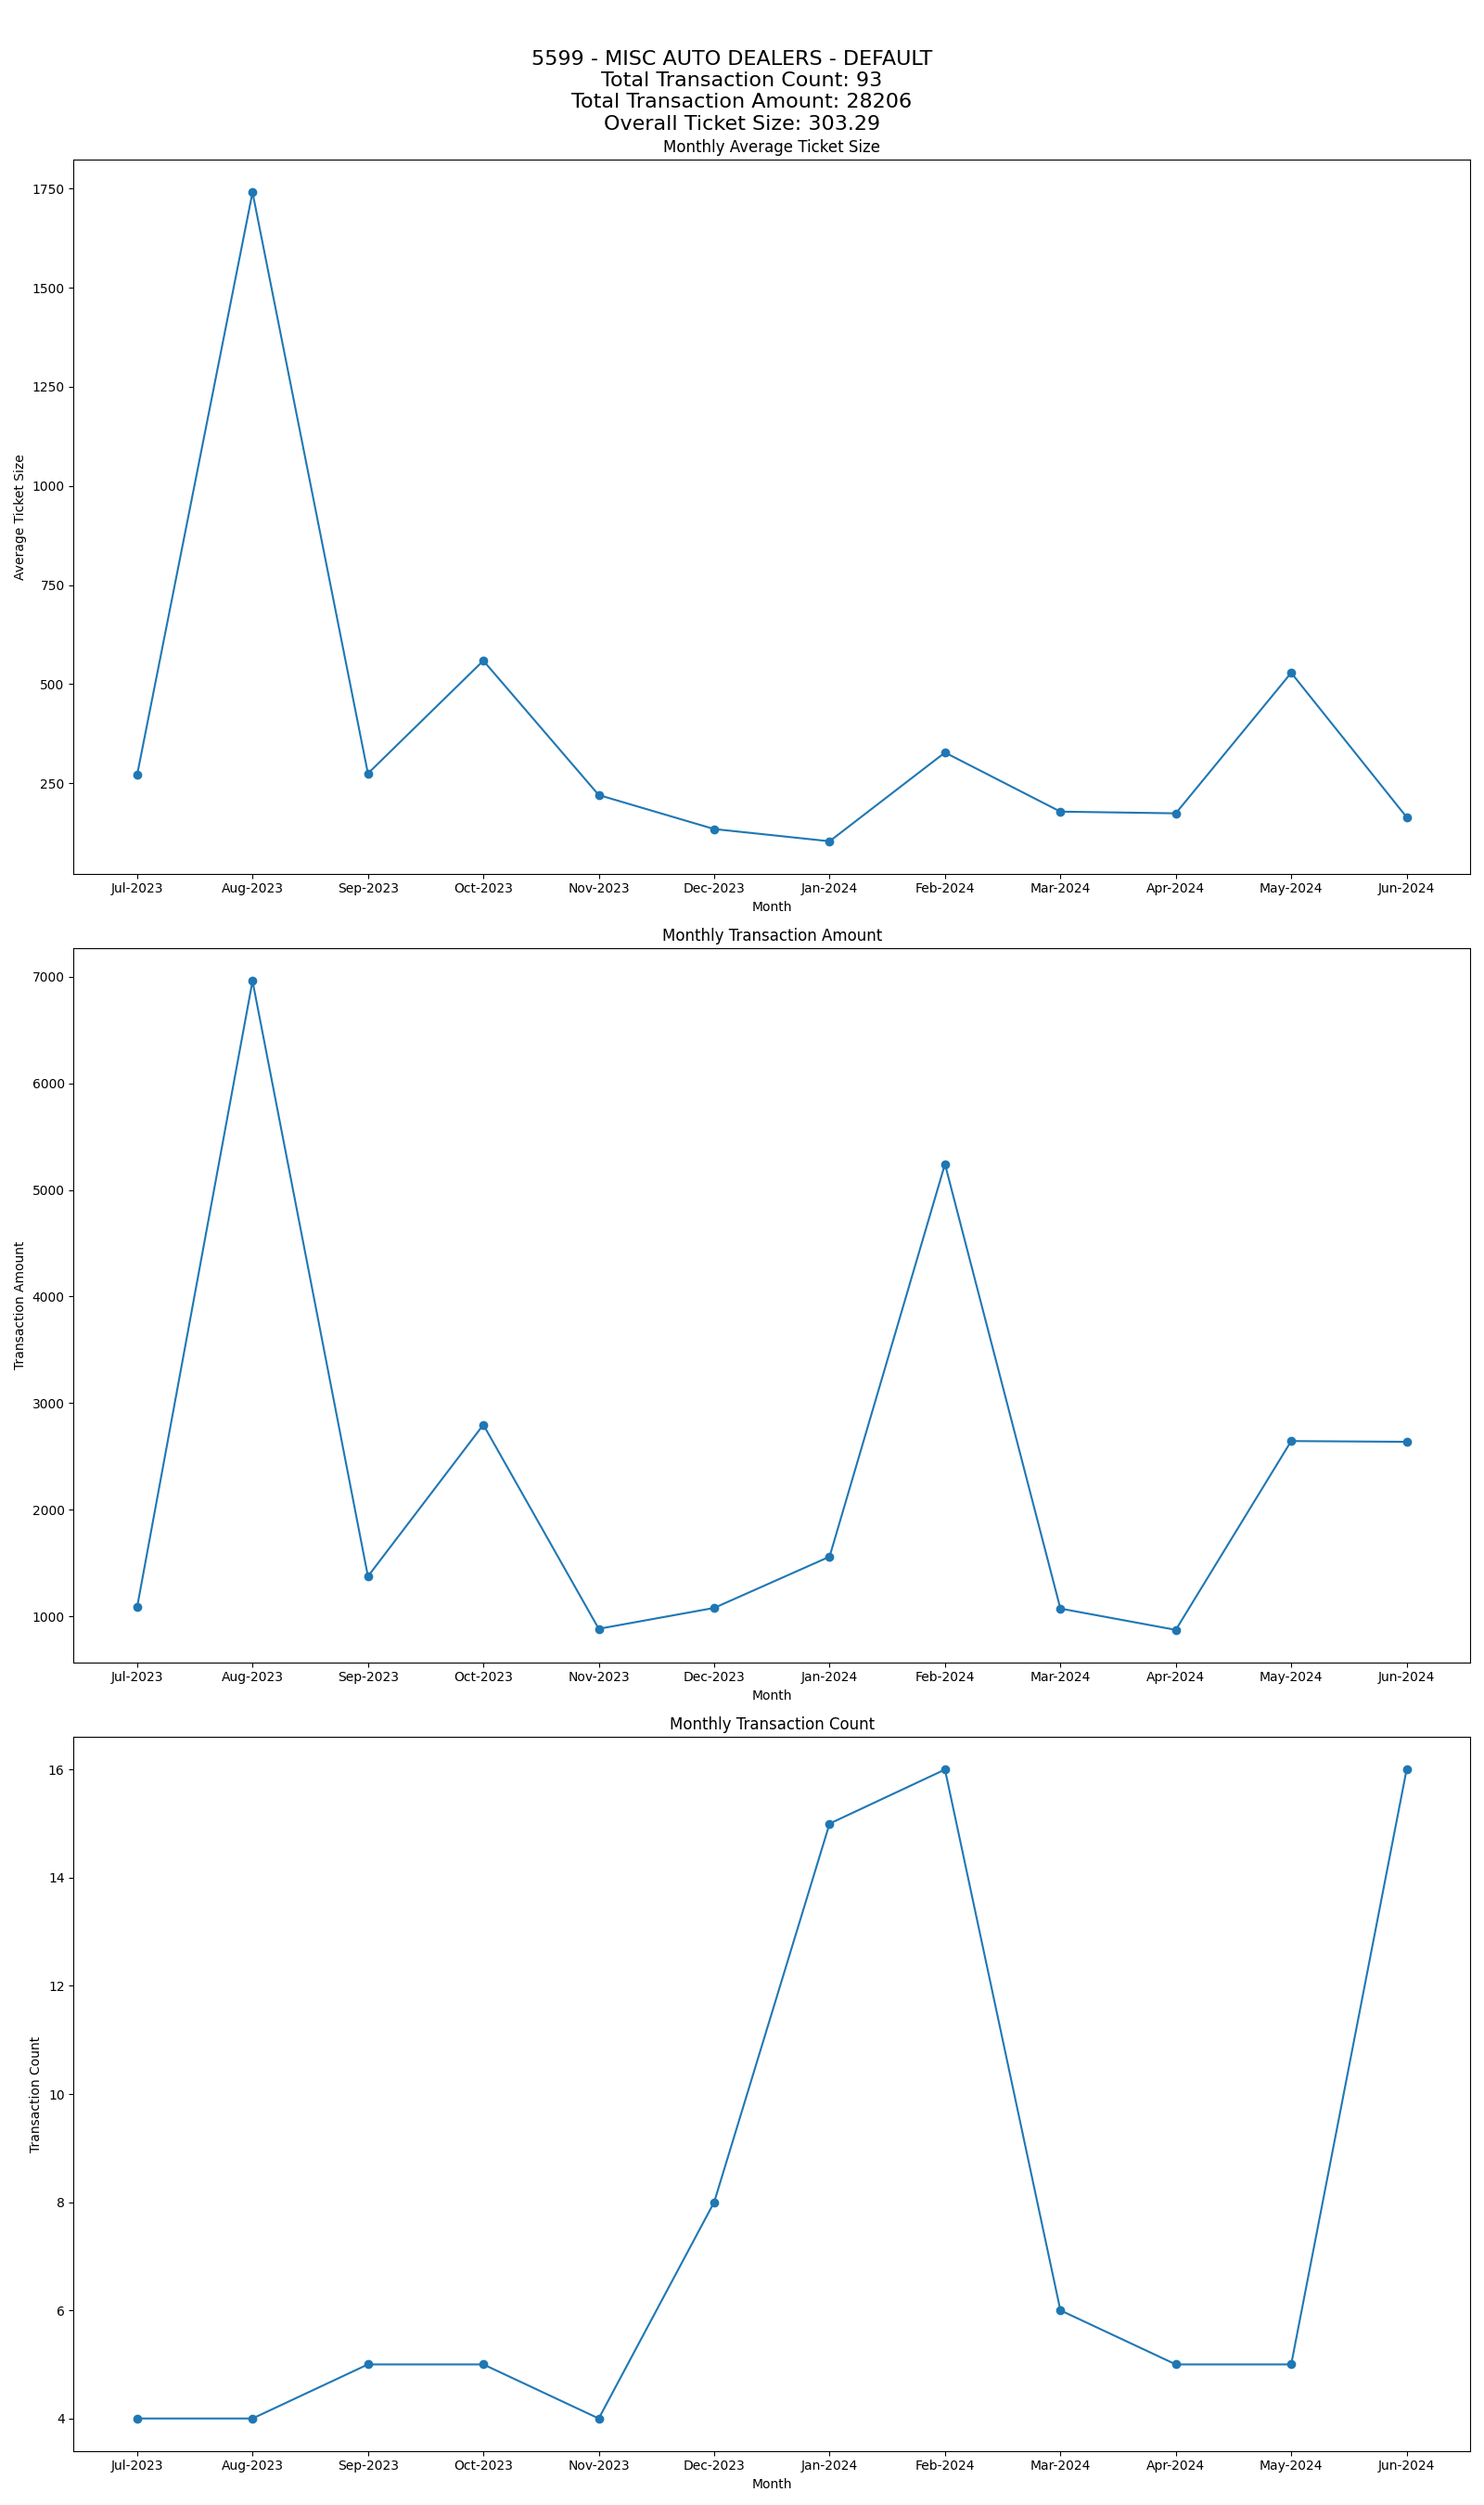 5599 - MISC AUTO DEALERS - DEFAULT
Total Transaction Count: 93
Total Transaction Amount: 28206
Overall Ticket Size: 303.29
Monthly Average Ticket Size
Average Ticket Size
1750
1500
1250
1000
750
500
250
Jul-2023 Aug-2023 Sep-2023 Oct-2023 Nov-2023 Dec-2023 Jan-2024 Feb-2024 Mar-2024 Apr-2024 May-2024 Jun-2024
Month
Monthly Transaction Amount
Transaction Amount
7000
6000
5000
4000
3000
2000
1000
Jul-2023 Aug-2023 Sep-2023 Oct-2023 Nov-2023 Dec-2023 Jan-2024 Feb-2024 Mar-2024 Apr-2024 May-2024 Jun-2024
Month
Monthly Transaction Count
Transaction Count
16
14
12
10
8
6
4
Jul-2023 Aug-2023 Sep-2023 Oct-2023 Nov-2023 Dec-2023 Jan-2024 Feb-2024 Mar-2024 Apr-2024 May-2024 Jun-2024
Month